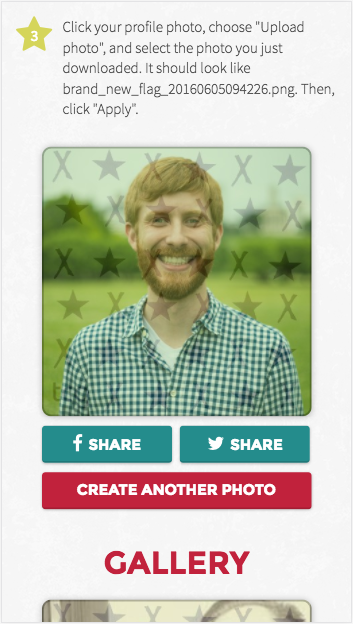 3
Click your profile photo, choose "Upload
photo", and select the photo you just
downloaded. It should look like
brand_new_flag_20160605094226.png. Then,
click "Apply".
SHARE
SHARE
CREATE ANOTHER PHOTO
GALLERY